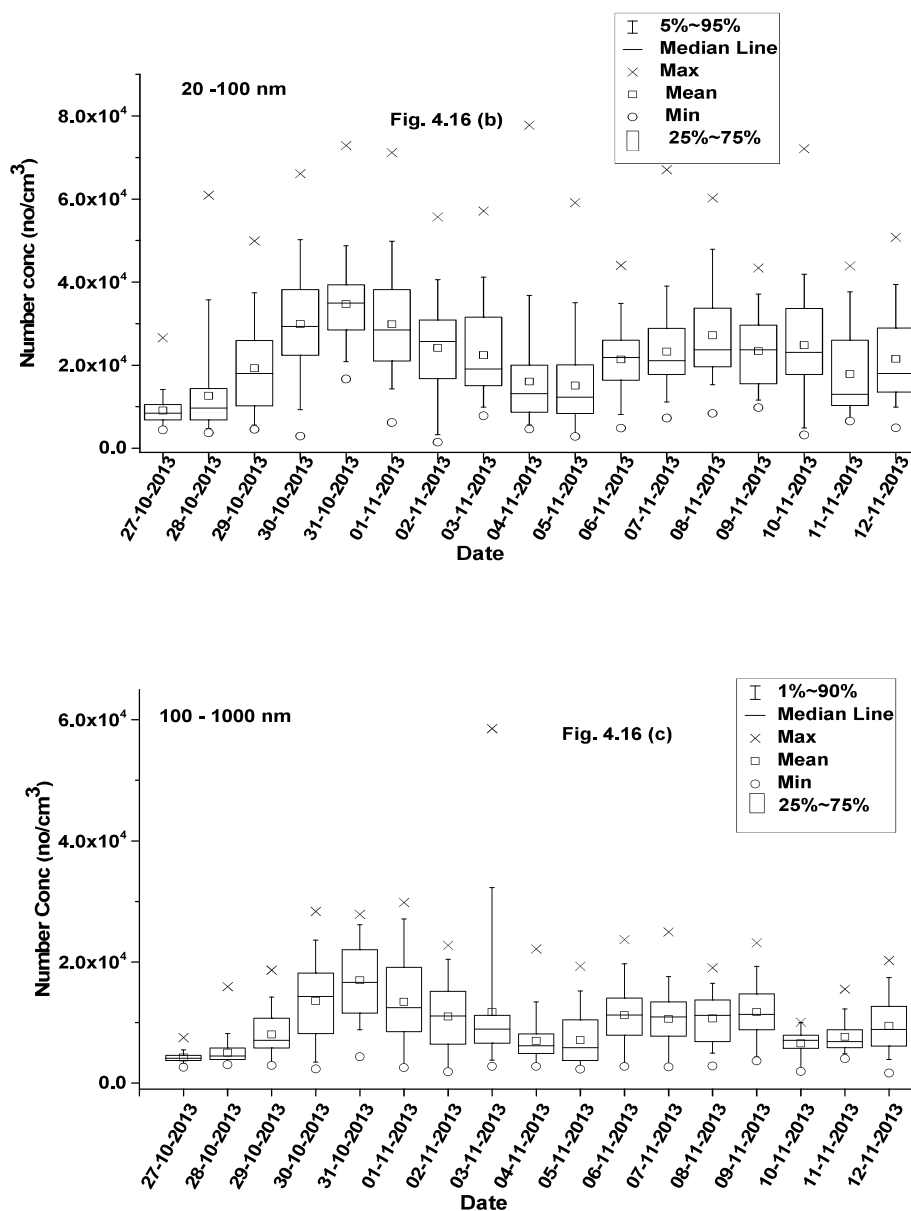 5%~95%
Median Line
Max
Mean
Min
25%~75%
20 -100 nm
Fig. 4.16 (b)
8.0x10⁴
6.0x10⁴
4.0x10⁴
2.0x10⁴
0.0
Number conc (no/cm³)
27-10-2013
28-10-2013
29-10-2013
30-10-2013
31-10-2013
01-11-2013
02-11-2013
03-11-2013
04-11-2013
05-11-2013
06-11-2013
07-11-2013
08-11-2013
09-11-2013
10-11-2013
11-11-2013
12-11-2013
Date
1%~90%
Median Line
Max
Mean
Min
25%~75%
100 - 1000 nm
Fig. 4.16 (c)
6.0x10⁴
4.0x10⁴
2.0x10⁴
0.0
Number Conc (no/cm³)
27-10-2013
28-10-2013
29-10-2013
30-10-2013
31-10-2013
01-11-2013
02-11-2013
03-11-2013
04-11-2013
05-11-2013
06-11-2013
07-11-2013
08-11-2013
09-11-2013
10-11-2013
11-11-2013
12-11-2013
Date